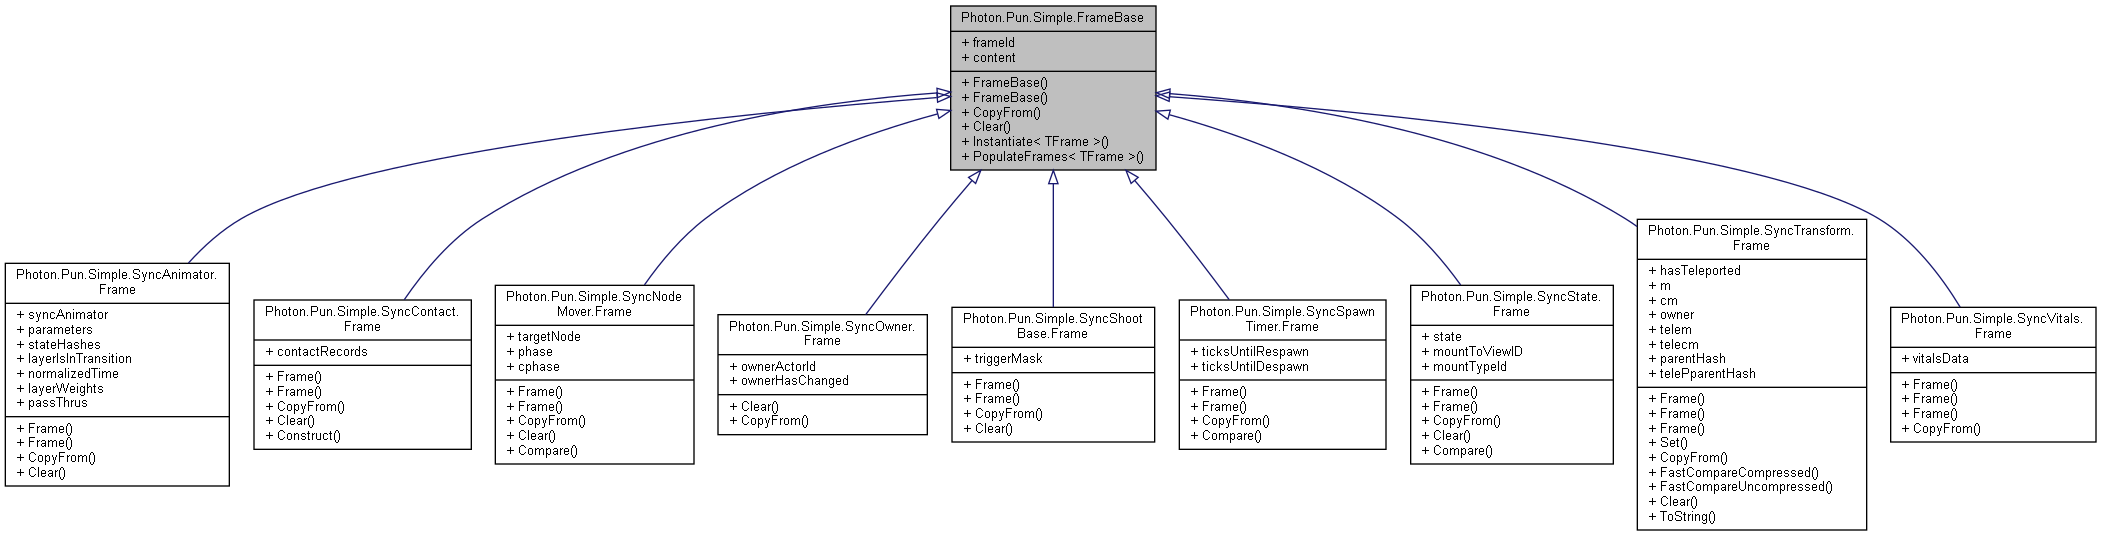 Photon.Pun.Simple.FrameBase
+ frameId
+ content
+ FrameBase()
+ FrameBase()
+ CopyFrom()
+ Clear()
+ Instantiate< TFrame >()
+ PopulateFrames< TFrame >()
Photon.Pun.Simple.SyncAnimator.
Frame
+ syncAnimator
+ parameters
+ stateHashes
+ layerIsInTransition
+ normalizedTime
+ layerWeights
+ passThrus
+ Frame()
+ Frame()
+ CopyFrom()
+ Clear()
Photon.Pun.Simple.SyncContact.
Frame
+ contactRecords
+ Frame()
+ Frame()
+ CopyFrom()
+ Clear()
+ Construct()
Photon.Pun.Simple.SyncNode
Mover.Frame
+ targetNode
+ phase
+ cphase
+ Frame()
+ Frame()
+ CopyFrom()
+ Clear()
+ Compare()
Photon.Pun.Simple.SyncOwner.
Frame
+ ownerActorId
+ ownerHasChanged
+ Clear()
+ CopyFrom()
Photon.Pun.Simple.SyncShoot
Base.Frame
+ triggerMask
+ Frame()
+ Frame()
+ CopyFrom()
+ Clear()
Photon.Pun.Simple.SyncSpawn
Timer.Frame
+ ticksUntilRespawn
+ ticksUntilDespawn
+ Frame()
+ Frame()
+ CopyFrom()
+ Compare()
Photon.Pun.Simple.SyncState.
Frame
+ state
+ mountToViewID
+ mountTypeId
+ Frame()
+ Frame()
+ CopyFrom()
+ Clear()
+ Compare()
Photon.Pun.Simple.SyncTransform.
Frame
+ hasTeleported
+ m
+ cm
+ owner
+ telem
+ telecm
+ parentHash
+ telePparentHash
+ Frame()
+ Frame()
+ Frame()
+ Set()
+ CopyFrom()
+ FastCompareCompressed()
+ FastCompareUncompressed()
+ Clear()
+ ToString()
Photon.Pun.Simple.SyncVitals.
Frame
+ vitalsData
+ Frame()
+ Frame()
+ Frame()
+ CopyFrom()